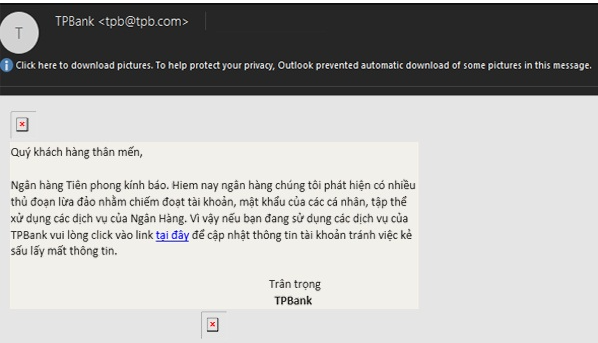 T
TPBank <tpb@tpb.com>
Click here to download pictures. To help protect your privacy, Outlook prevented automatic download of some pictures in this message.
Quý khách hàng thân mến,
Ngân hàng Tiên phong kính báo. Hiem nay ngân hàng chúng tôi phát hiện có nhiều
thủ đoạn lừa đảo nhằm chiếm đoạt tài khoản, mật khẩu của các cá nhân, tập thể
xử dụng các dịch vụ của Ngân Hàng. Vì vậy nếu bạn đang sử dụng các dịch vụ của
TPBank vui lòng click vào link tại đây để cập nhật thông tin tài khoản tránh việc kẻ
sấu lấy mất thông tin.
Trân trọng
TPBank